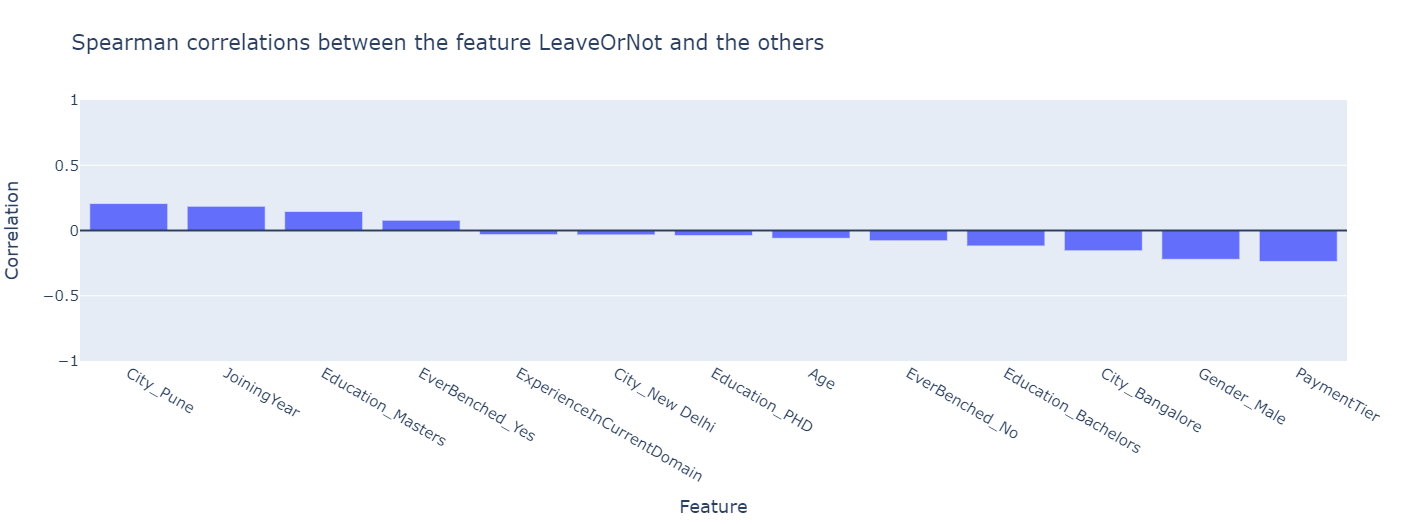 Spearman correlations between the feature LeaveOrNot and the others
Correlation
1
0.5
0
−0.5
−1
City_Pune
JoiningYear
Education_Masters
EverBenched_Yes
ExperienceInCurrentDomain
City_New Delhi
Education_PHD
Age
EverBenched_No
Education_Bachelors
City_Bangalore
Gender_Male
PaymentTier
Feature